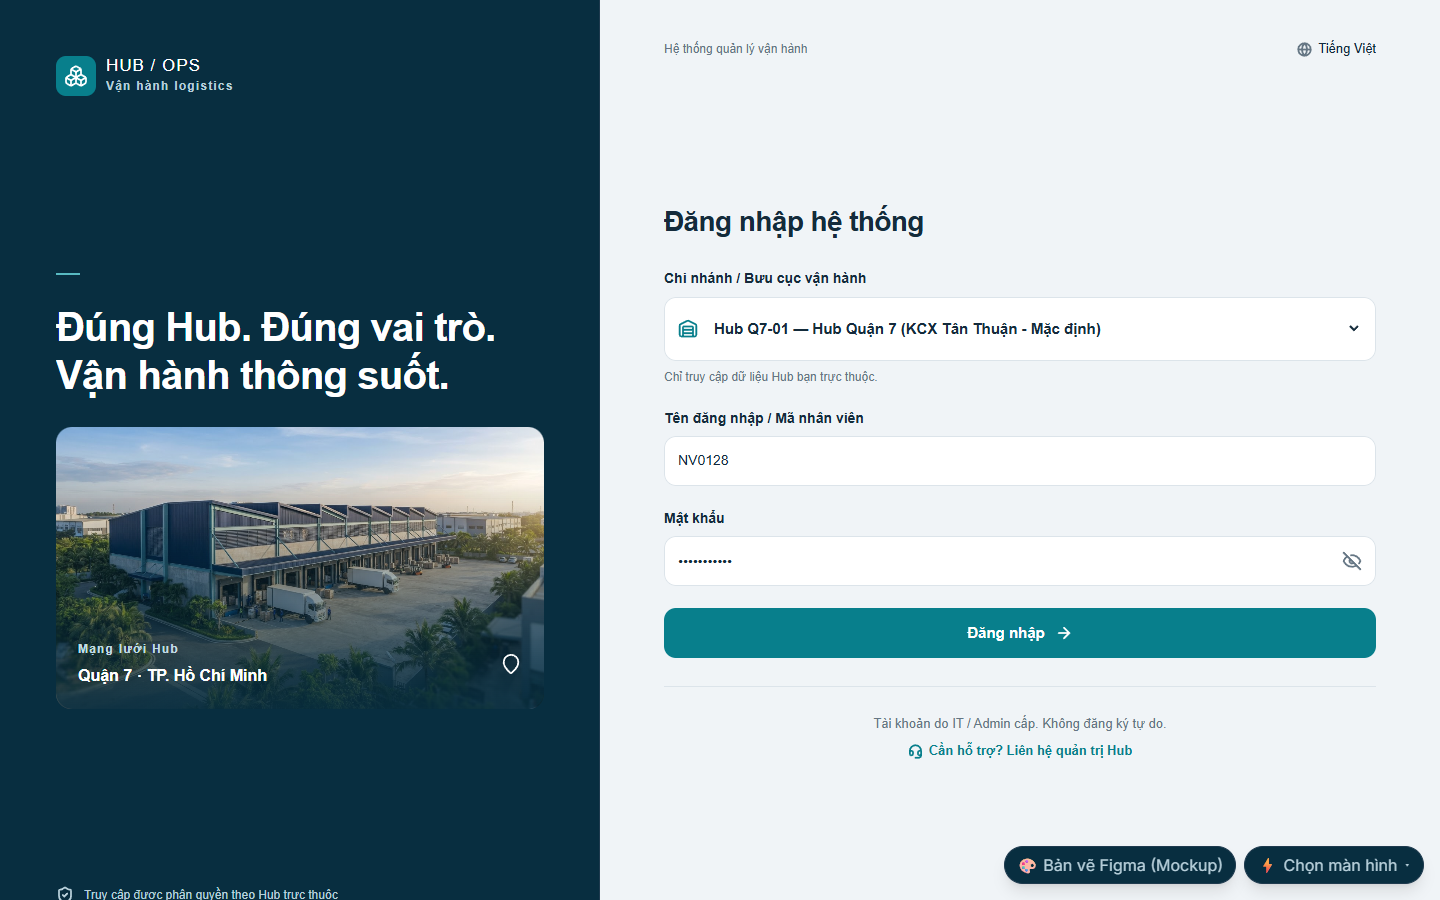 HUB / OPS
Vận hành logistics
Đúng Hub. Đúng vai trò.
Vận hành thông suốt.
Mạng lưới Hub
Quận 7 · TP. Hồ Chí Minh
Truy cập được phân quyền theo Hub trực thuộc
Hệ thống quản lý vận hành
Tiếng Việt
Đăng nhập hệ thống
Chi nhánh / Bưu cục vận hành
Hub Q7-01 — Hub Quận 7 (KCX Tân Thuận - Mặc định)
Chỉ truy cập dữ liệu Hub bạn trực thuộc.
Tên đăng nhập / Mã nhân viên
NV0128
Mật khẩu
•••••••••••
Đăng nhập
Tài khoản do IT / Admin cấp. Không đăng ký tự do.
Cần hỗ trợ? Liên hệ quản trị Hub
Bản vẽ Figma (Mockup)
Chọn màn hình